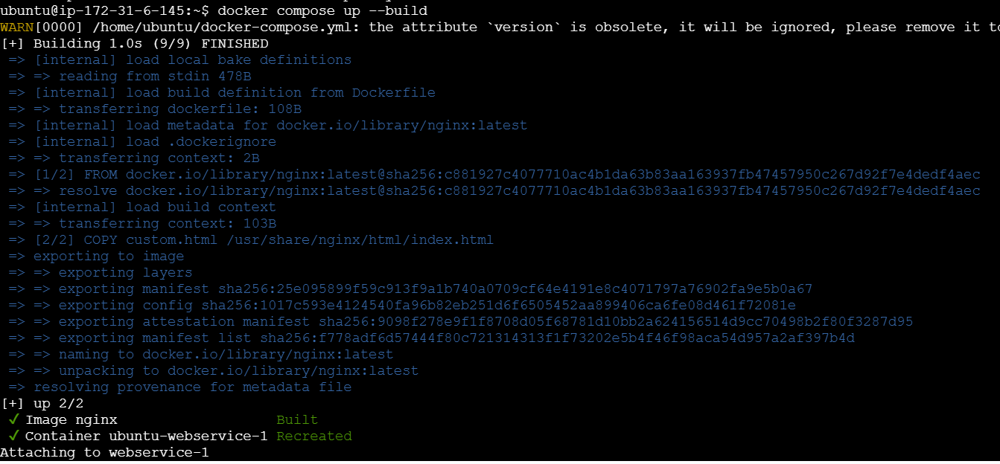 ubuntu@ip-172-31-6-145:~$ docker compose up --build
WARN[0000] /home/ubuntu/docker-compose.yml: the attribute `version` is obsolete, it will be ignored, please remove it to
[+] Building 1.0s (9/9) FINISHED
=> [internal] load local bake definitions
=> => reading from stdin 478B
=> [internal] load build definition from Dockerfile
=> => transferring dockerfile: 108B
=> [internal] load metadata for docker.io/library/nginx:latest
=> [internal] load .dockerignore
=> => transferring context: 2B
=> [1/2] FROM docker.io/library/nginx:latest@sha256:c881927c4077710ac4b1da63b83aa163937fb47457950c267d92f7e4dedf4aec
=> => resolve docker.io/library/nginx:latest@sha256:c881927c4077710ac4b1da63b83aa163937fb47457950c267d92f7e4dedf4aec
=> [internal] load build context
=> => transferring context: 103B
=> [2/2] COPY custom.html /usr/share/nginx/html/index.html
=> exporting to image
=> => exporting layers
=> => exporting manifest sha256:25e095899f59c913f9a1b740a0709cf64e4191e8c4071797a76902fa9e5b0a67
=> => exporting config sha256:1017c593e4124540fa96b82eb251d6f6505452aa899406ca6fe08d461f72081e
=> => exporting attestation manifest sha256:9098f278e9f1f8708d05f68781d10bb2a624156514d9cc70498b2f80f3287d95
=> => exporting manifest list sha256:f778adf6d57444f80c721314313f1f73202e5b4f46f98aca54d957a2af397b4d
=> => naming to docker.io/library/nginx:latest
=> => unpacking to docker.io/library/nginx:latest
=> resolving provenance for metadata file
[+] up 2/2
✓ Image nginx Built
✓ Container ubuntu-webservice-1 Recreated
Attaching to webservice-1